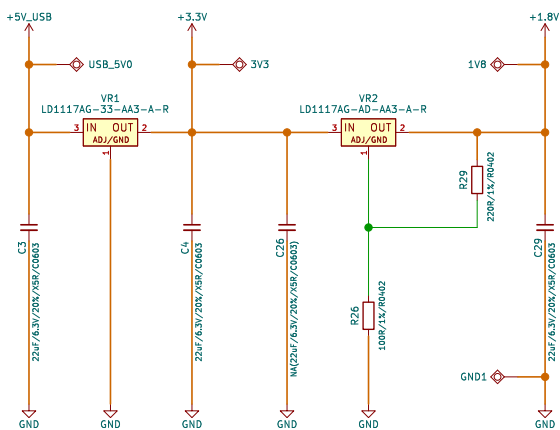 +5V_USB
+3.3V
+1.8V
USB_5V0
3V3
1V8
VR1
LD1117AG-33-AA3-A-R
VR2
LD1117AG-AD-AA3-A-R
3 IN OUT 2
ADJ/GND
1
3 IN OUT 2
ADJ/GND
1
R29
220R/1%/R0402
C3
22uF/6.3V/20%/X5R/C0603
C4
22uF/6.3V/20%/X5R/C0603
C26
NA(22uF/6.3V/20%/X5R/C0603)
R26
100R/1%/R0402
C29
22uF/6.3V/20%/X5R/C0603
GND1
GND
GND
GND
GND
GND
GND